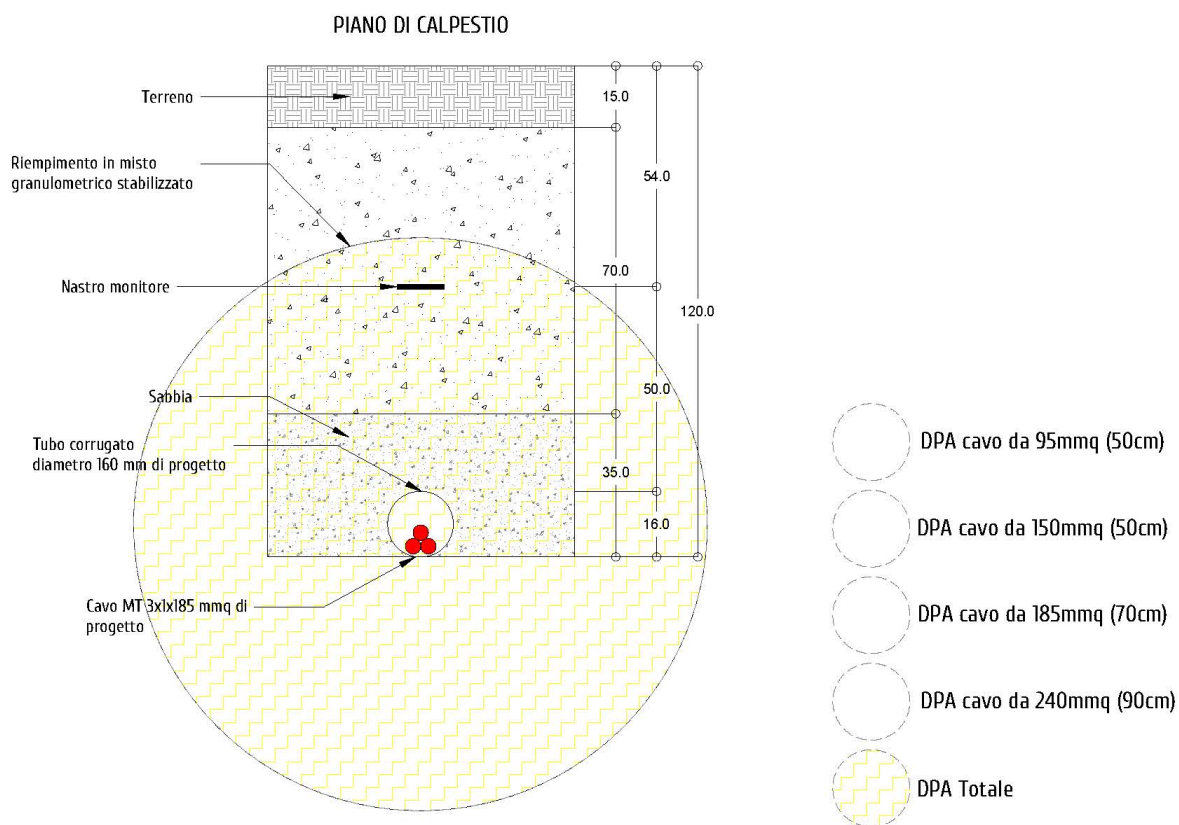 PIANO DI CALPESTIO
Terreno
Riempimento in misto
granulometrico stabilizzato
Nastro monitore
Sabbia
Tubo corrugato
diametro 160 mm di progetto
Cavo MT 3x1x185 mmq di
progetto
15.0
54.0
70.0
120.0
50.0
35.0
16.0
DPA cavo da 95mmq (50cm)
DPA cavo da 150mmq (50cm)
DPA cavo da 185mmq (70cm)
DPA cavo da 240mmq (90cm)
DPA Totale